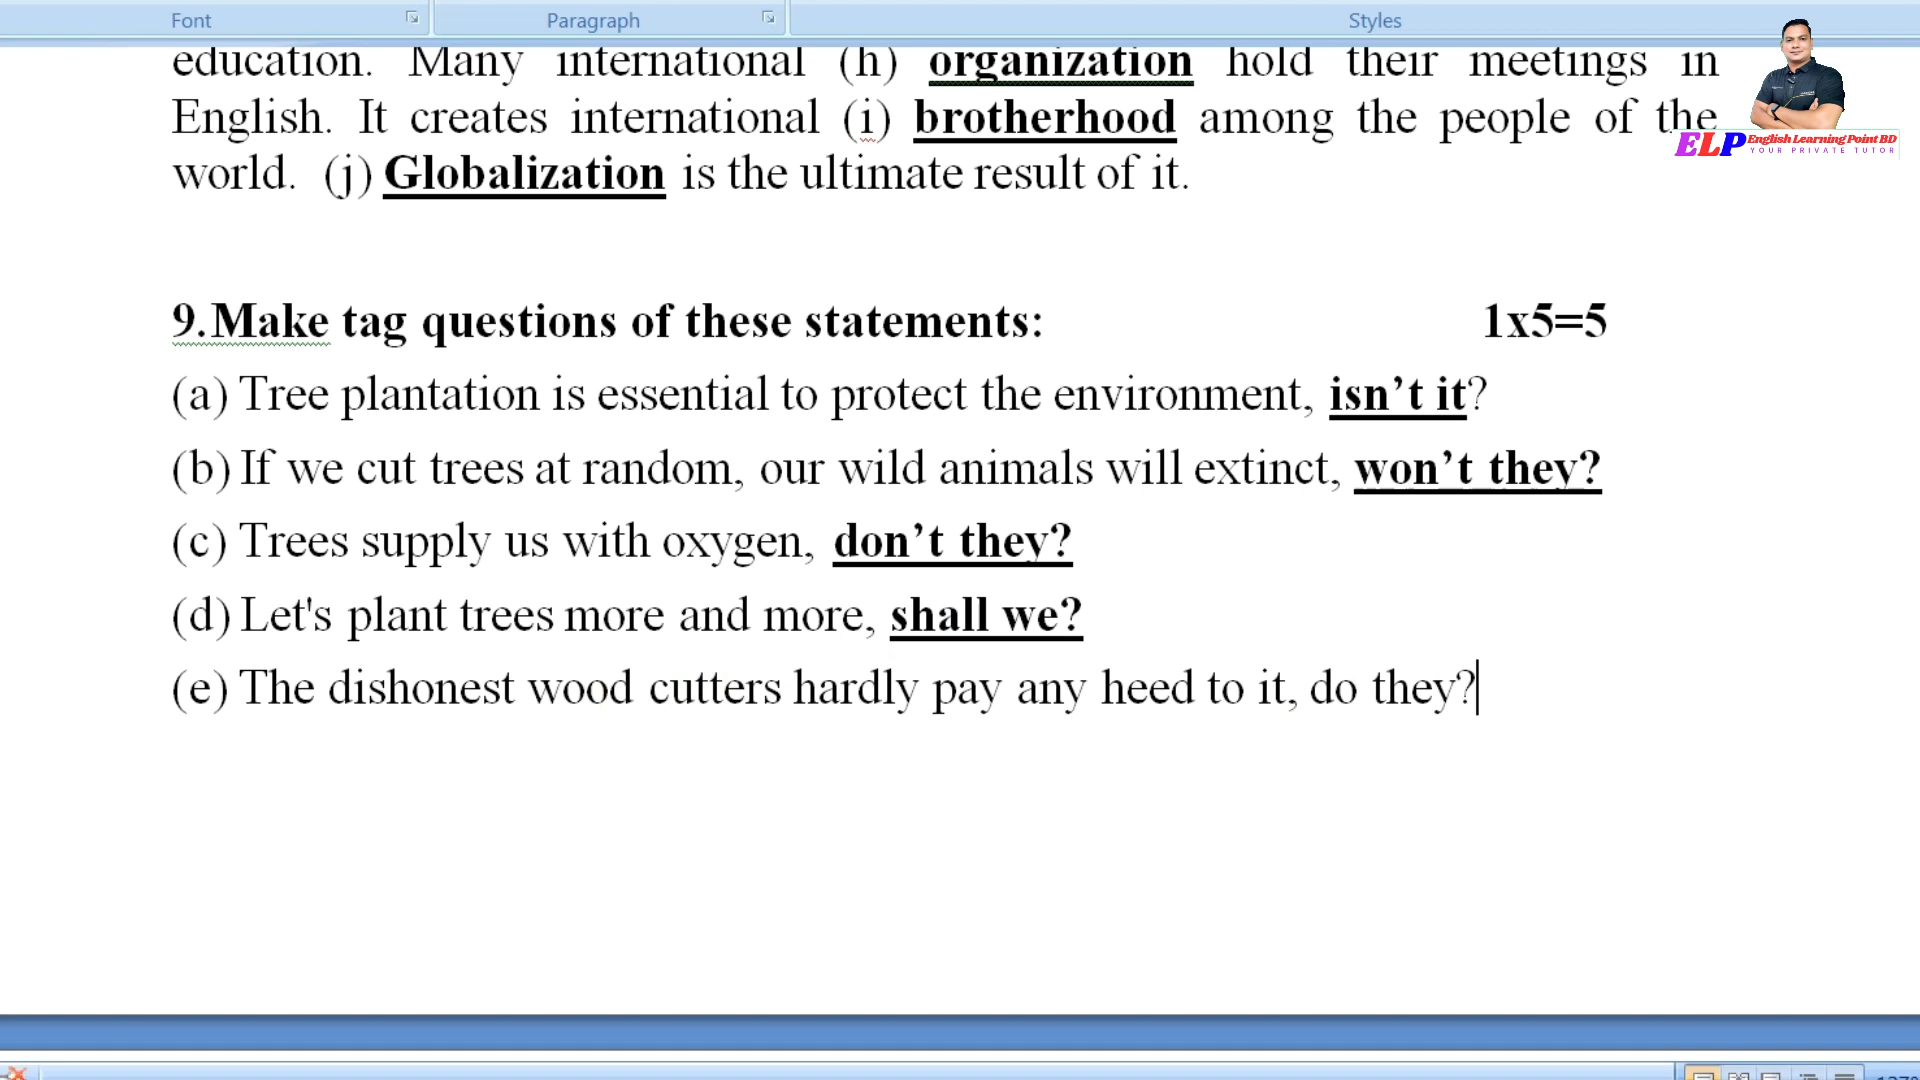 Font Paragraph Styles
education. Many international (h) organization hold their meetings in
English. It creates international (i) brotherhood among the people of the
world. (j) Globalization is the ultimate result of it.
ELP English Learning Point BD
YOUR PRIVATE TUTOR
9.Make tag questions of these statements: 1x5=5
(a) Tree plantation is essential to protect the environment, isn’t it?
(b) If we cut trees at random, our wild animals will extinct, won’t they?
(c) Trees supply us with oxygen, don’t they?
(d) Let's plant trees more and more, shall we?
(e) The dishonest wood cutters hardly pay any heed to it, do they?